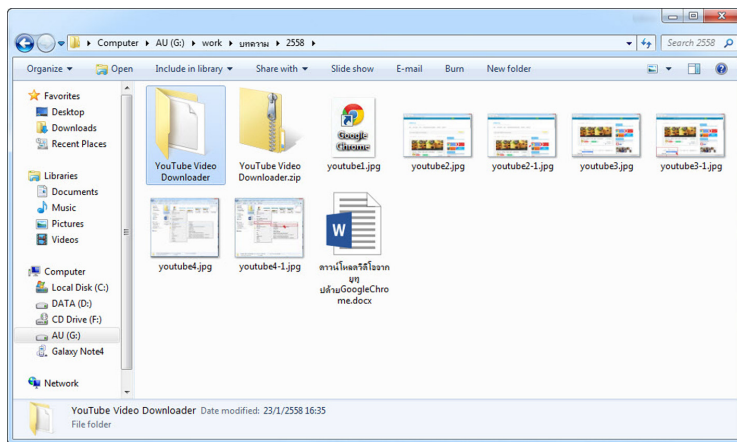 Computer ▸ AU (G:) ▸ work ▸ บทความ ▸ 2558 ▸
Search 2558
Organize ▾ Open Include in library ▾ Share with ▾ Slide show E-mail Burn New folder
Favorites
Desktop
Downloads
Recent Places
Libraries
Documents
Music
Pictures
Videos
Computer
Local Disk (C:)
DATA (D:)
CD Drive (F:)
AU (G:)
Galaxy Note4
Network
YouTube Video
Downloader
YouTube Video
Downloader.zip
Google
Chrome
youtube1.jpg
youtube2.jpg
youtube2-1.jpg
youtube3.jpg
youtube3-1.jpg
youtube4.jpg
youtube4-1.jpg
W
ดาวน์โหลดวีดีโอจาก
ยูทู
ปด้วยGoogleChro
me.docx
YouTube Video Downloader Date modified: 23/1/2558 16:35
File folder